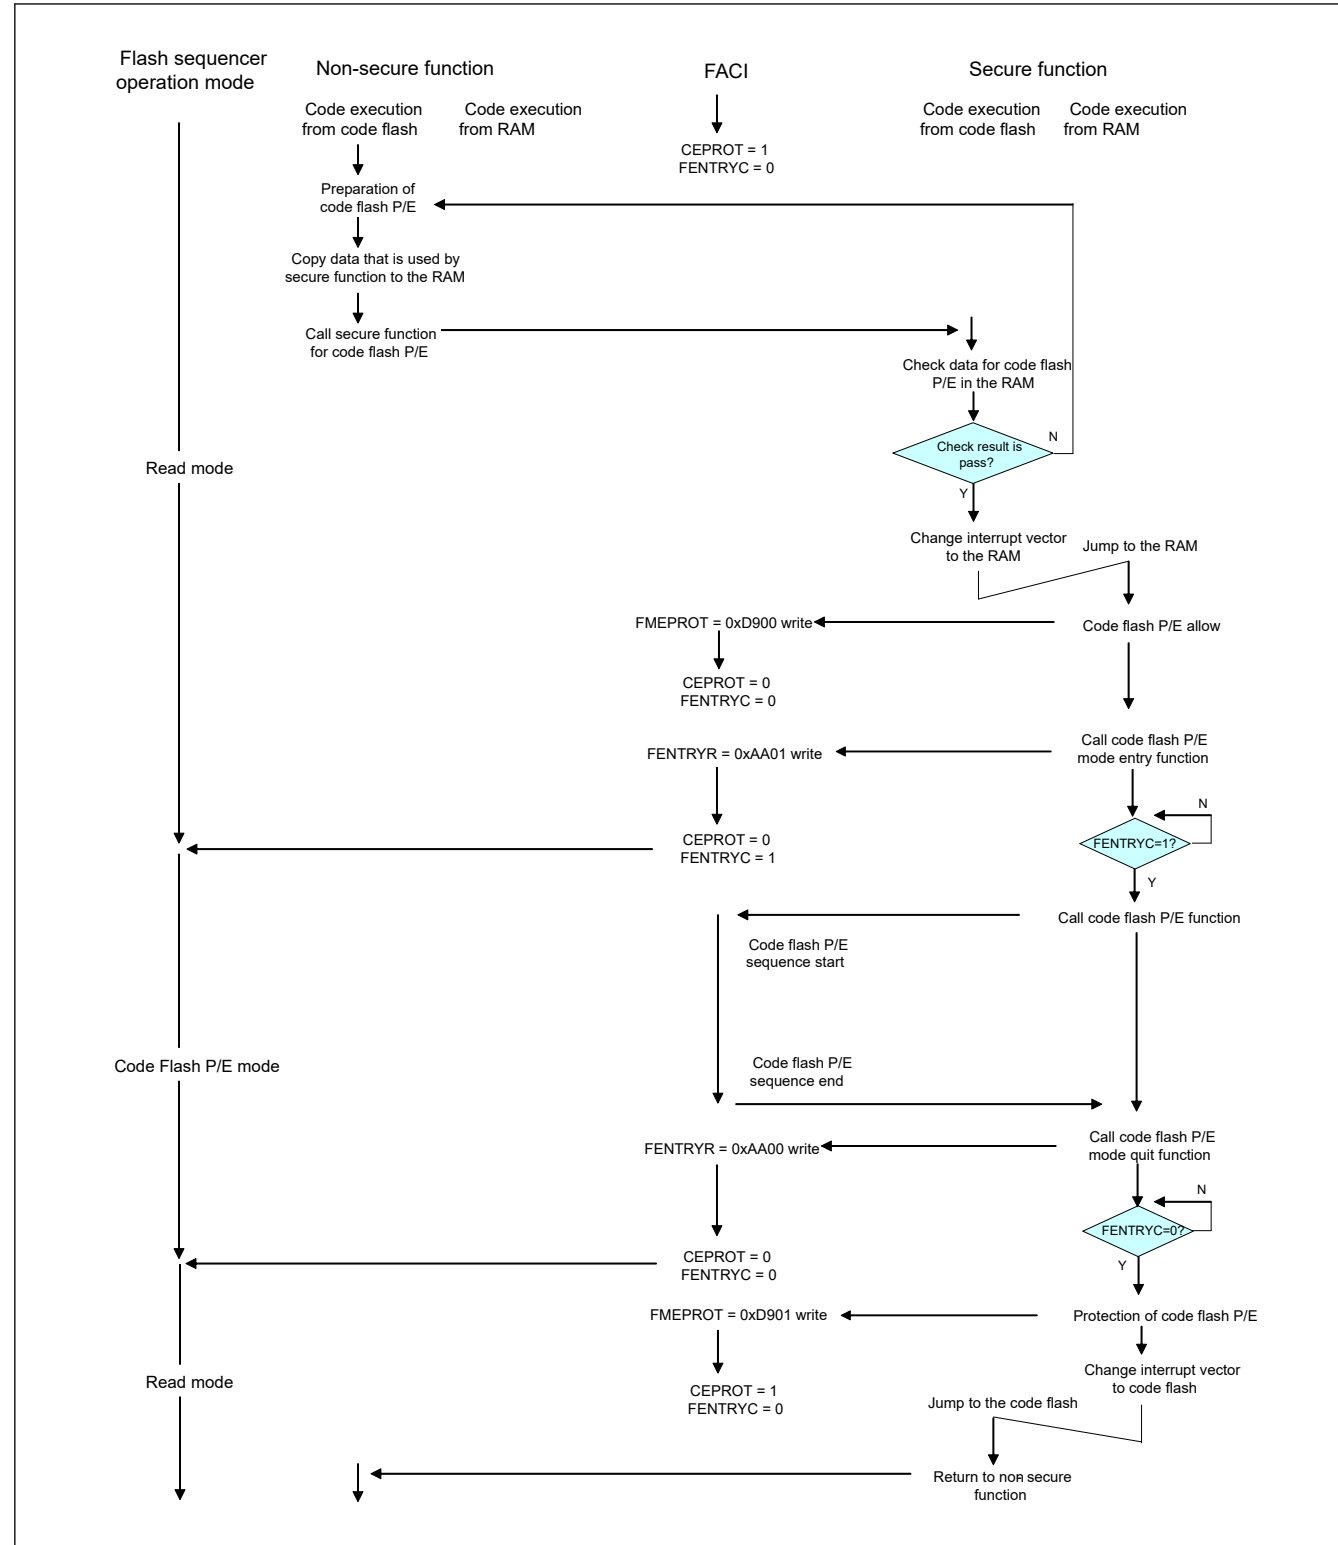 Flash sequencer
operation mode
Non-secure function
FACI
Secure function
Code execution
from code flash
Code execution
from RAM
Code execution
from code flash
Code execution
from RAM
CEPROT = 1
FENTRYC = 0
Preparation of
code flash P/E
Copy data that is used by
secure function to the RAM
Call secure function
for code flash P/E
Check data for code flash
P/E in the RAM
Check result is
pass?
N
Y
Read mode
Change interrupt vector
to the RAM
Jump to the RAM
FMEPROT = 0xD900 write
Code flash P/E allow
CEPROT = 0
FENTRYC = 0
FENTRYR = 0xAA01 write
Call code flash P/E
mode entry function
N
CEPROT = 0
FENTRYC = 1
FENTRYC=1?
Y
Call code flash P/E function
Code flash P/E
sequence start
Code Flash P/E mode
Code flash P/E
sequence end
FENTRYR = 0xAA00 write
Call code flash P/E
mode quit function
N
FENTRYC=0?
Y
CEPROT = 0
FENTRYC = 0
FMEPROT = 0xD901 write
Protection of code flash P/E
Read mode
CEPROT = 1
FENTRYC = 0
Change interrupt vector
to code flash
Jump to the code flash
Return to non secure
function